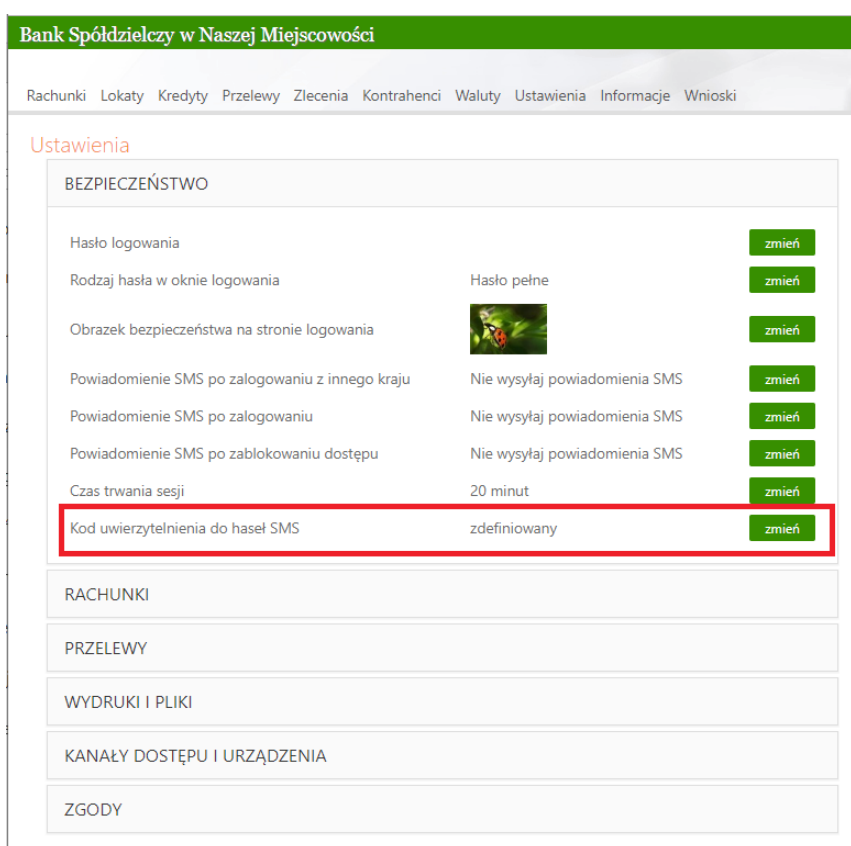 Bank Spółdzielczy w Naszej Miejscowości
Rachunki Lokaty Kredyty Przelewy Zlecenia Kontrahenci Waluty Ustawienia Informacje Wnioski
Ustawienia
BEZPIECZEŃSTWO
Hasło logowania zmień
Rodzaj hasła w oknie logowania Hasło pełne zmień
Obrazek bezpieczeństwa na stronie logowania zmień
Powiadomienie SMS po zalogowaniu z innego kraju Nie wysyłaj powiadomienia SMS zmień
Powiadomienie SMS po zalogowaniu Nie wysyłaj powiadomienia SMS zmień
Powiadomienie SMS po zablokowaniu dostępu Nie wysyłaj powiadomienia SMS zmień
Czas trwania sesji 20 minut zmień
Kod uwierzytelnienia do haseł SMS zdefiniowany zmień
RACHUNKI
PRZELEWY
WYDRUKI I PLIKI
KANAŁY DOSTĘPU I URZĄDZENIA
ZGODY